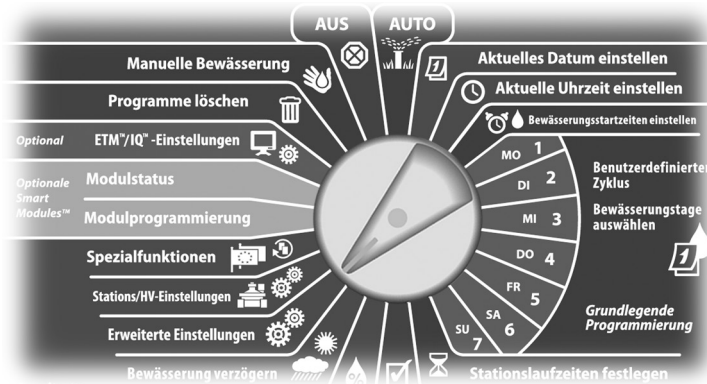 AUS
AUTO
Manuelle Bewässerung
Programme löschen
Optional
ETM™/IQ™ -Einstellungen
Optionale
Smart
Modules™
Modulstatus
Modulprogrammierung
Spezialfunktionen
Stations/HV-Einstellungen
Erweiterte Einstellungen
Bewässerung verzögern
Aktuelles Datum einstellen
Aktuelle Uhrzeit einstellen
Bewässerungsstartzeiten einstellen
MO 1
DI 2
MI 3
DO 4
FR 5
SA 6
SU 7
Benutzerdefinierter
Zyklus
Bewässerungstage
auswählen
Grundlegende
Programmierung
Stationslaufzeiten festlegen
1
1
%